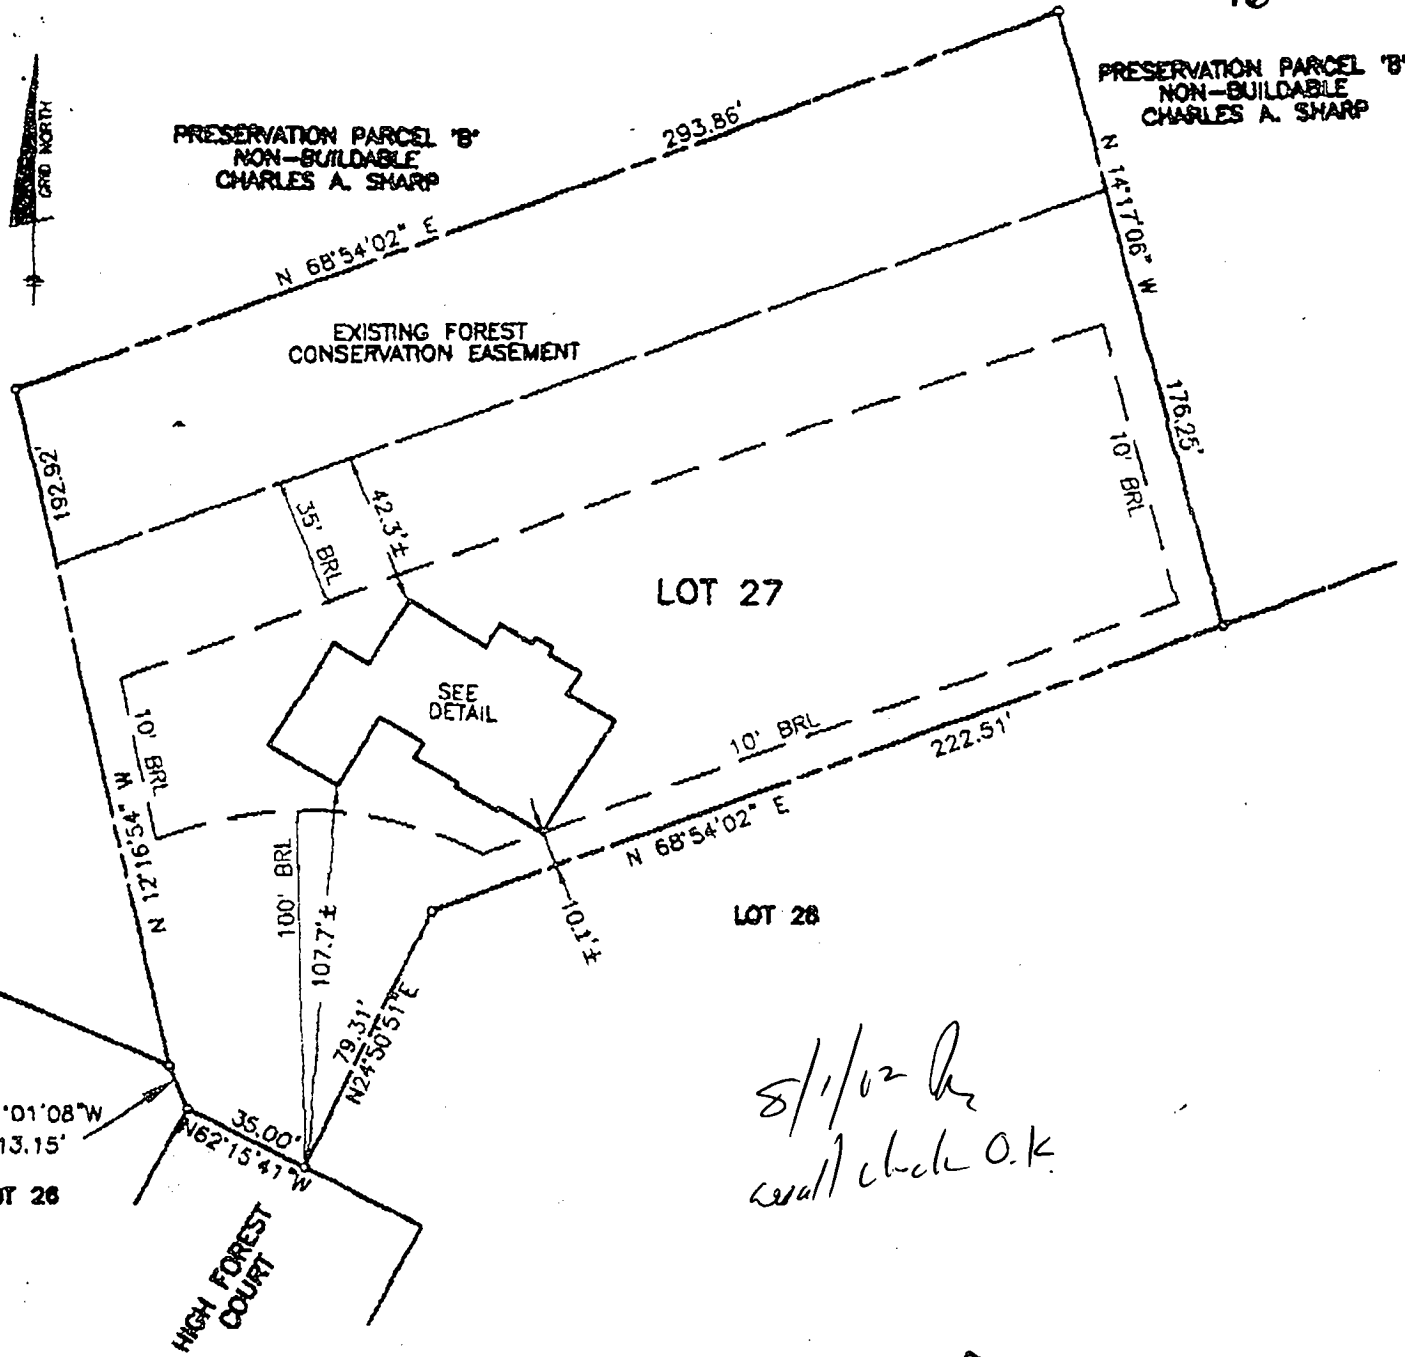 PRESERVATION PARCEL 'B'
NON-BUILDABLE
CHARLES A. SHARP
GRID NORTH
PRESERVATION PARCEL 'B'
NON-BUILDABLE
CHARLES A. SHARP
293.86'
N 68°54'02" E
N 14°17'06" W
176.25'
EXISTING FOREST
CONSERVATION EASEMENT
192.92'
35' BRL
42.3'±
10' BRL
LOT 27
SEE
DETAIL
10' BRL
10' BRL
222.51'
N 68°54'02" E
N 12°16'54" W
100' BRL
107.7'±
10.1'±
LOT 28
79.31'
N24°50'51"E
°01'08"W
13.15'
35.00'
N62°15'41"W
LOT 26
HIGH FOREST
COURT
8/1/02
wall check O.K.